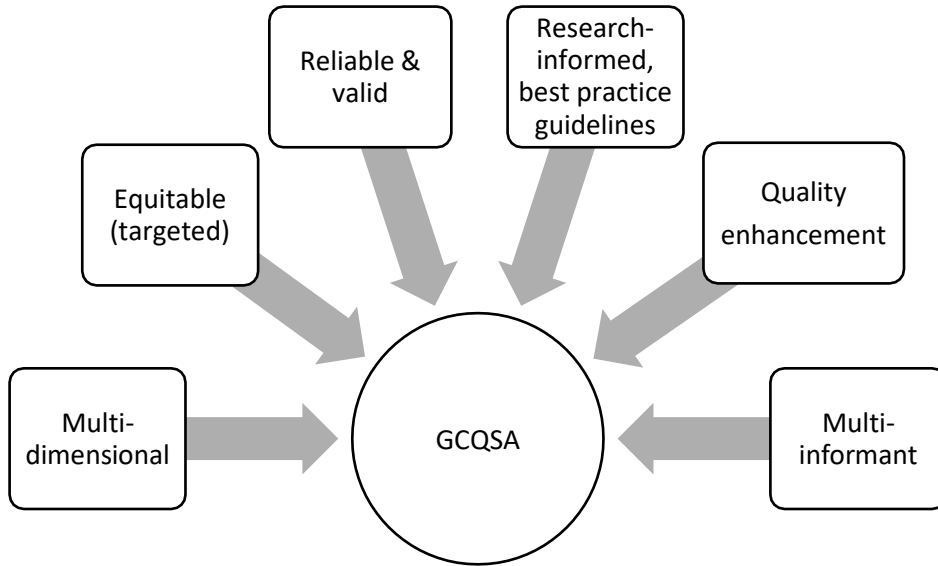 Research-
informed,
best practice
guidelines
Reliable &
valid
Quality
enhancement
Equitable
(targeted)
Multi-
dimensional
GCQSA
Multi-
informant